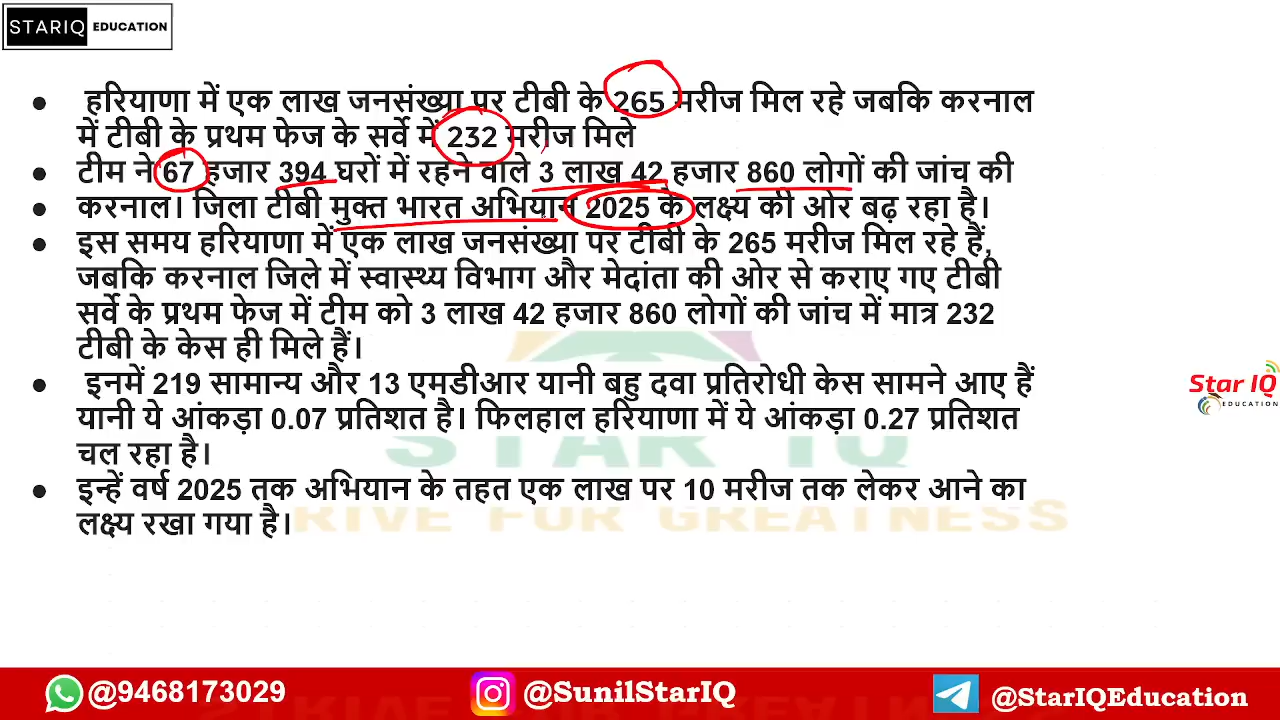 STARIQ EDUCATION
● हरियाणा में एक लाख जनसंख्या पर टीबी के 265 मरीज मिल रहे जबकि करनाल
में टीबी के प्रथम फेज के सर्वे में 232 मरीज मिले
● टीम ने 67 हजार 394 घरों में रहने वाले 3 लाख 42 हजार 860 लोगों की जांच की
● करनाल। जिला टीबी मुक्त भारत अभियान 2025 के लक्ष्य की ओर बढ़ रहा है।
● इस समय हरियाणा में एक लाख जनसंख्या पर टीबी के 265 मरीज मिल रहे हैं,
जबकि करनाल जिले में स्वास्थ्य विभाग और मेदांता की ओर से कराए गए टीबी
सर्वे के प्रथम फेज में टीम को 3 लाख 42 हजार 860 लोगों की जांच में मात्र 232
टीबी के केस ही मिले हैं।
● इनमें 219 सामान्य और 13 एमडीआर यानी बहु दवा प्रतिरोधी केस सामने आए हैं
यानी ये आंकड़ा 0.07 प्रतिशत है। फिलहाल हरियाणा में ये आंकड़ा 0.27 प्रतिशत
चल रहा है।
● इन्हें वर्ष 2025 तक अभियान के तहत एक लाख पर 10 मरीज तक लेकर आने का
लक्ष्य रखा गया है।
Star IQ
EDUCATION
STAR IQ
DRIVE FOR GREATNESS
@9468173029 @SunilStarIQ @StarIQEducation